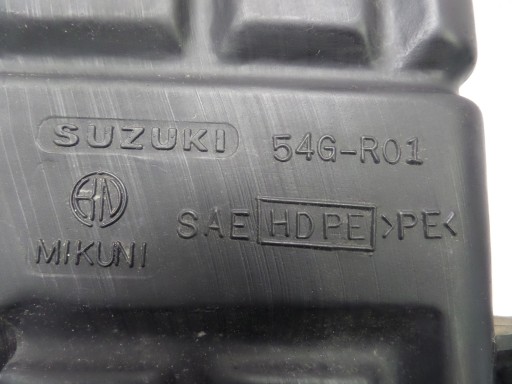 SUZUKI 54G-R01
SAE HDPE >PE<
MIKUNI